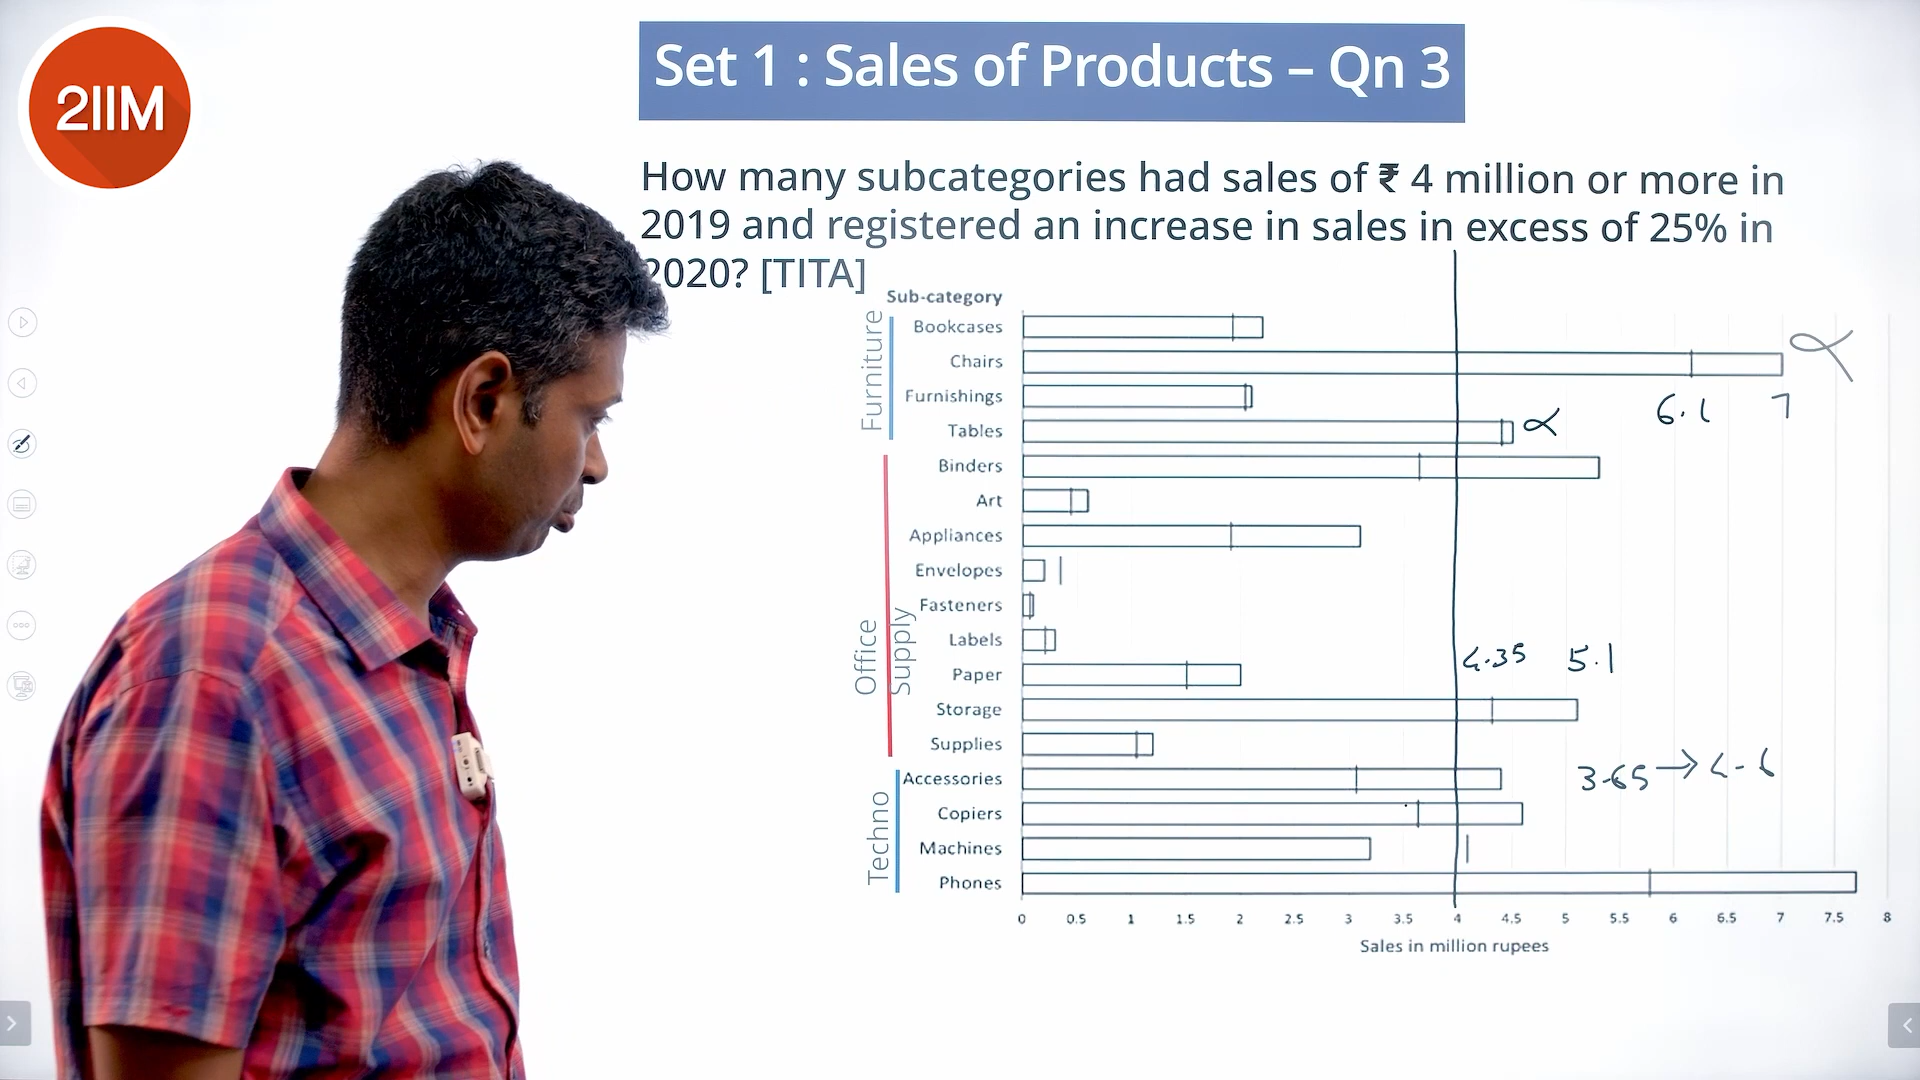 2IIM
Set 1 : Sales of Products – Qn 3
How many subcategories had sales of ₹ 4 million or more in
2019 and registered an increase in sales in excess of 25% in
2020? [TITA]
Sub-category
Furniture
Bookcases
Chairs
Furnishings
6.1 7
Tables
Office
Supply
Binders
Art
Appliances
Envelopes
Fasteners
Labels
4.35 5.1
Paper
Storage
Supplies
Techno
Accessories
3.65 → 4.6
Copiers
Machines
Phones
0 0.5 1 1.5 2 2.5 3 3.5 4 4.5 5 5.5 6 6.5 7 7.5 8
Sales in million rupees